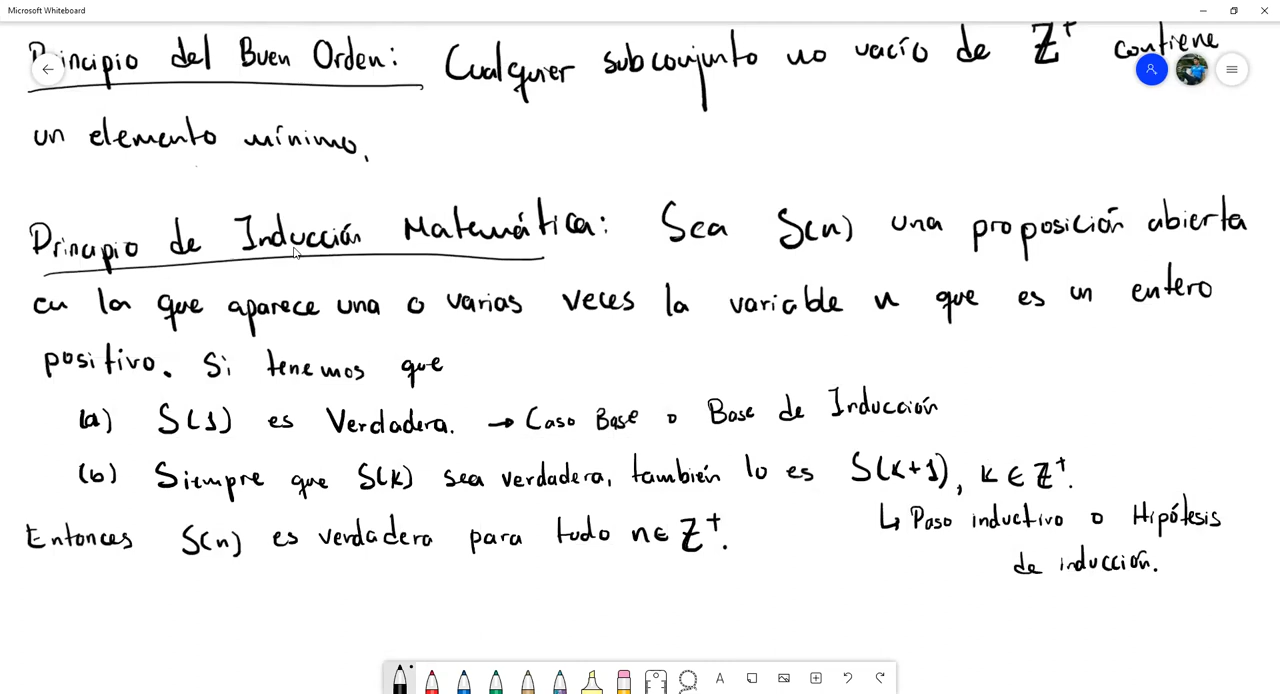 Microsoft Whiteboard
Principio del Buen Orden: Cualquier subconjunto no vacío de Z⁺ contiene
un elemento mínimo.
Principio de Inducción Matemática: Sea S(n) una proposición abierta
en la que aparece una o varias veces la variable n que es un entero
positivo. Si tenemos que
(a) S(1) es Verdadera. → Caso Base o Base de Inducción
(b) Siempre que S(k) sea verdadera, también lo es S(k+1), k ∈ Z⁺.
↳ Paso inductivo o Hipótesis
de inducción.
Entonces S(n) es verdadera para todo n ∈ Z⁺.
A